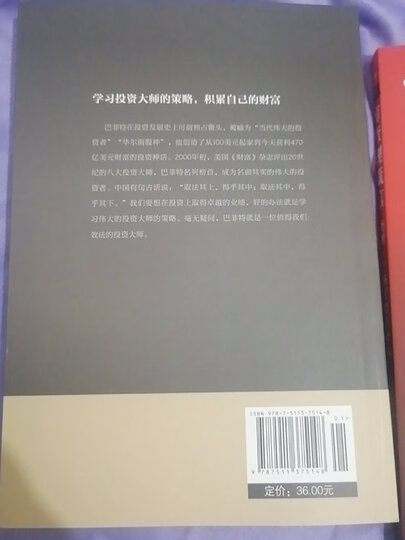 学习投资大师的策略，积累自己的财富
巴菲特在投资发展史上可谓独占鳌头，被喻为“当代伟大的投
资者”“华尔街股神”，他创造了从100美元起家到今天获利470
亿美元财富的投资神话。2000年初，美国《财富》杂志评出20世
纪的八大投资大师，巴菲特名列榜首，成为名副其实的伟大的投
资者。中国有句古话说：“取法其上，得乎其中；取法其中，得
乎其下。”我们要想在投资上取得卓越的业绩，好的办法就是学
习伟大的投资大师的策略。毫无疑问，巴菲特就是一位值得我们
效法的投资大师。
ISBN 978-7-5113-7514-8
01>
9 787511 375148
定价：36.00元